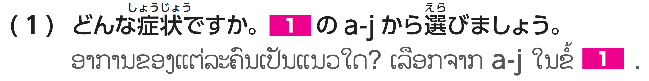 (1) どんな症状ですか。 1 の a-j から選びましょう。
ອາການຂອງແຕ່ລະຄົນເປັນແນວໃດ? ເລືອກຈາກ a-j ໃນຂໍ້ 1 .